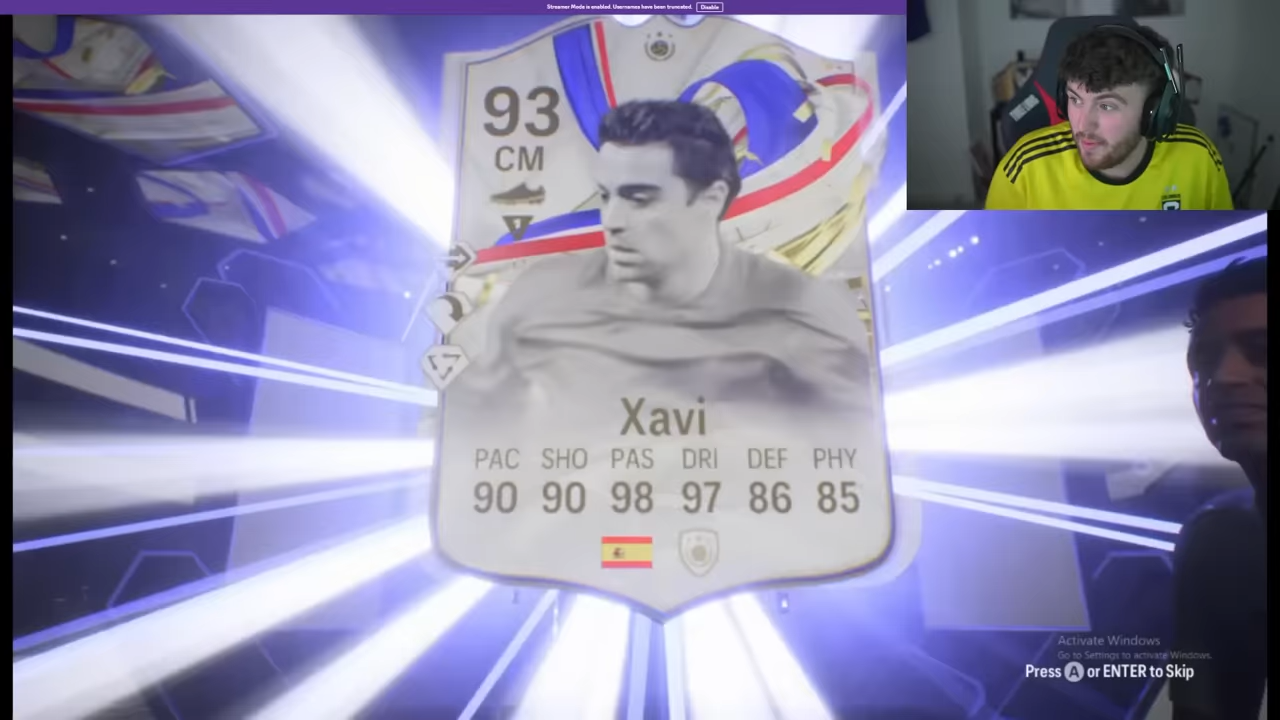 Streamer Mode is enabled. Usernames have been truncated. Disable
93
CM
Xavi
PAC SHO PAS DRI DEF PHY
90 90 98 97 86 85
Activate Windows
Go to Settings to activate Windows.
Press A or ENTER to Skip